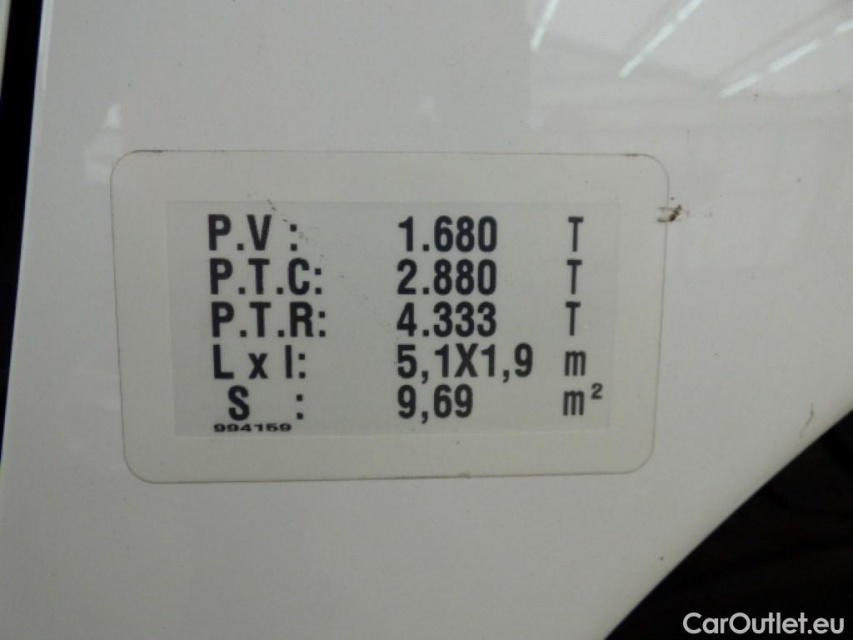 P.V : 1.680 T
P.T.C: 2.880 T
P.T.R: 4.333 T
L x l: 5,1X1,9 m
S : 9,69 m²
994159
CarOutlet.eu